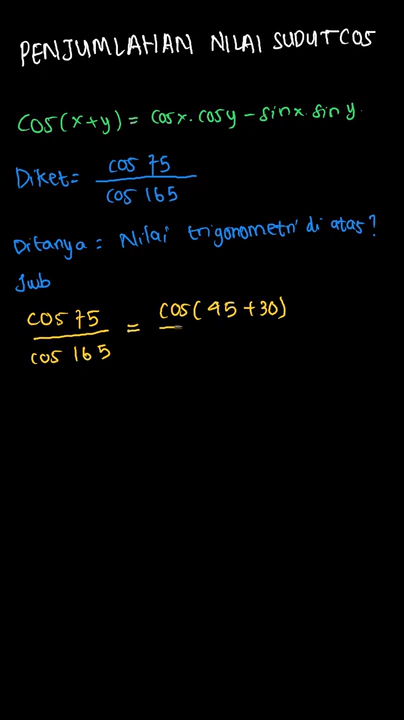 PENJUMLAHAN NILAI SUDUT COS
cos(x+y) = cosx.cosy - sinx.sin y.
Diket= cos 75
cos 165
Ditanya = Nilai trigonometri di atas?
Jwb
cos 75 = cos(45+30)
cos 165